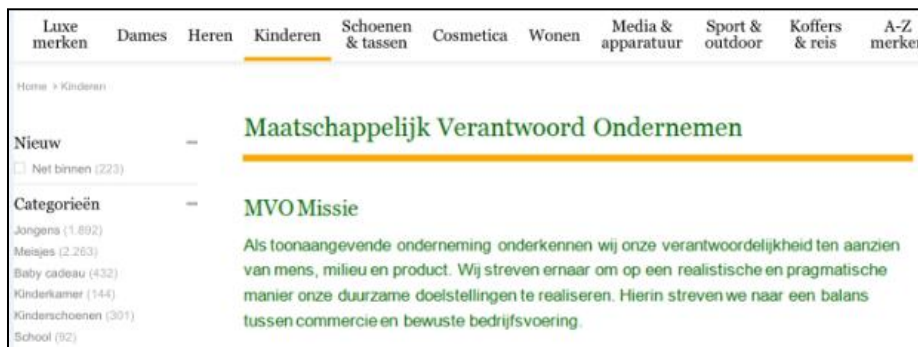 Luxe merken Dames Heren Kinderen Schoenen & tassen Cosmetica Wonen Media & apparatuur Sport & outdoor Koffers & reis A-Z merken
Home > Kinderen
Nieuw
Net binnen (223)
Categorieën
Jongens (1.892)
Meisjes (2.263)
Baby cadeau (432)
Kinderkamer (144)
Kinderschoenen (301)
School (92)
Maatschappelijk Verantwoord Ondernemen
MVO Missie
Als toonaangevende onderneming onderkennen wij onze verantwoordelijkheid ten aanzien
van mens, milieu en product. Wij streven ernaar om op een realistische en pragmatische
manier onze duurzame doelstellingen te realiseren. Hierin streven we naar een balans
tussen commercie en bewuste bedrijfsvoering.